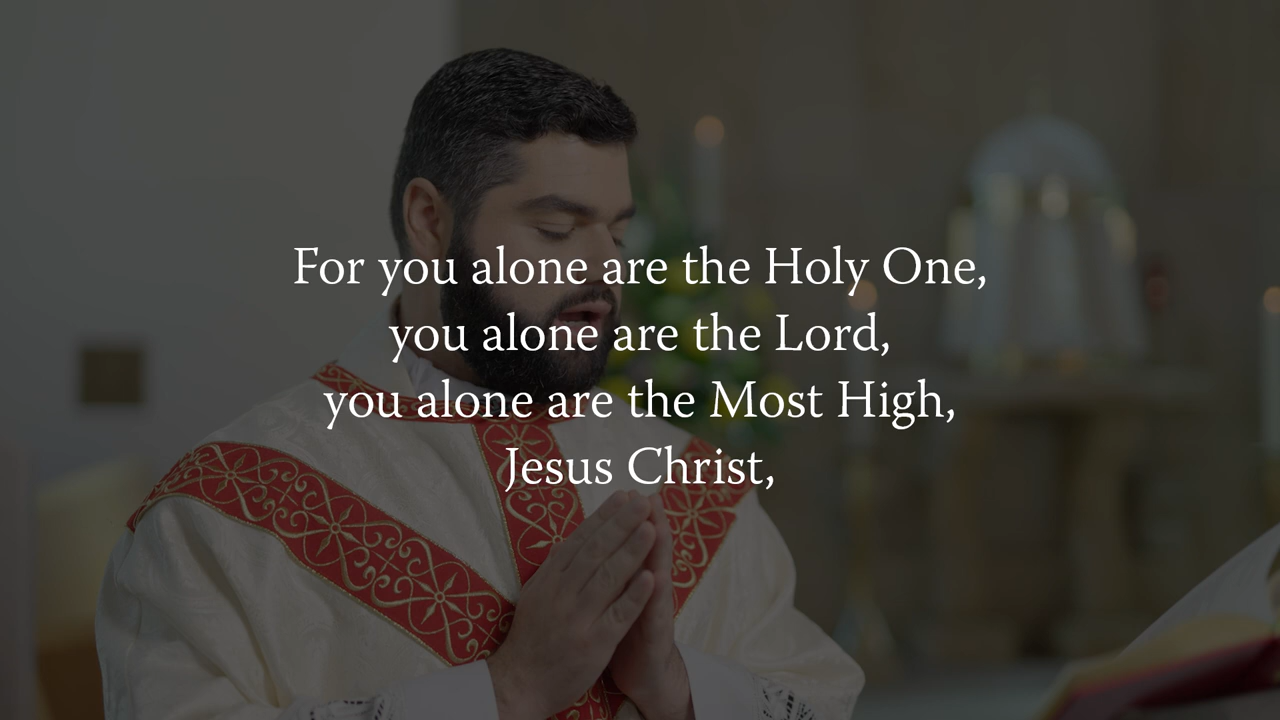 For you alone are the Holy One,
you alone are the Lord,
you alone are the Most High,
Jesus Christ,